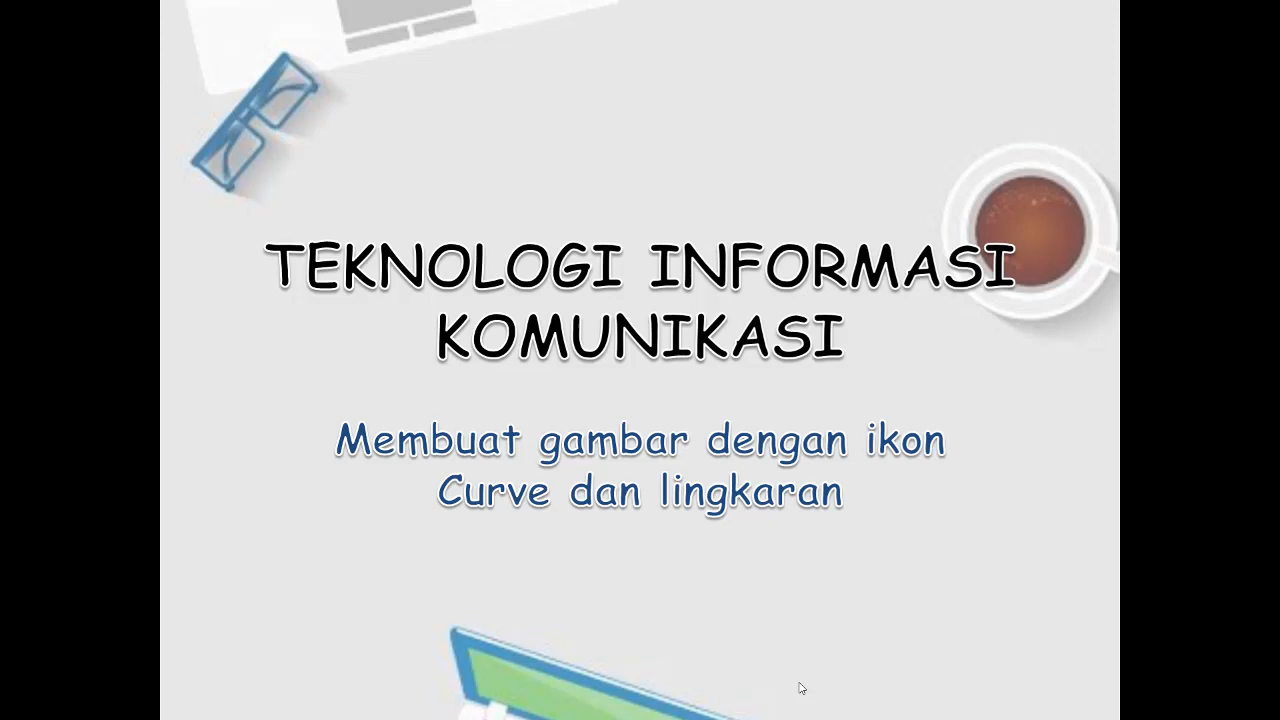 TEKNOLOGI INFORMASI
KOMUNIKASI
Membuat gambar dengan ikon
Curve dan lingkaran